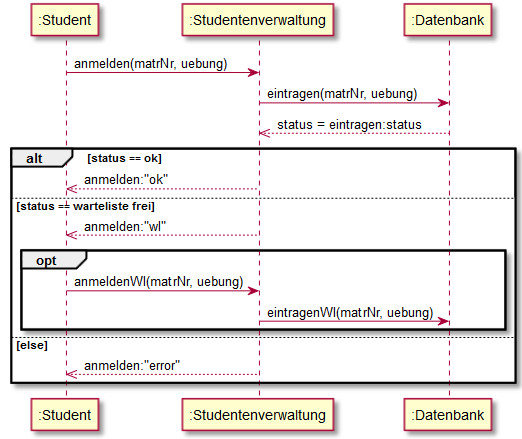 :Student :Studentenverwaltung :Datenbank
anmelden(matrNr, uebung)
eintragen(matrNr, uebung)
status = eintragen:status
alt [status == ok]
anmelden:"ok"
[status == warteliste frei]
anmelden:"wl"
opt
anmeldenWl(matrNr, uebung)
eintragenWl(matrNr, uebung)
[else]
anmelden:"error"
:Student :Studentenverwaltung :Datenbank